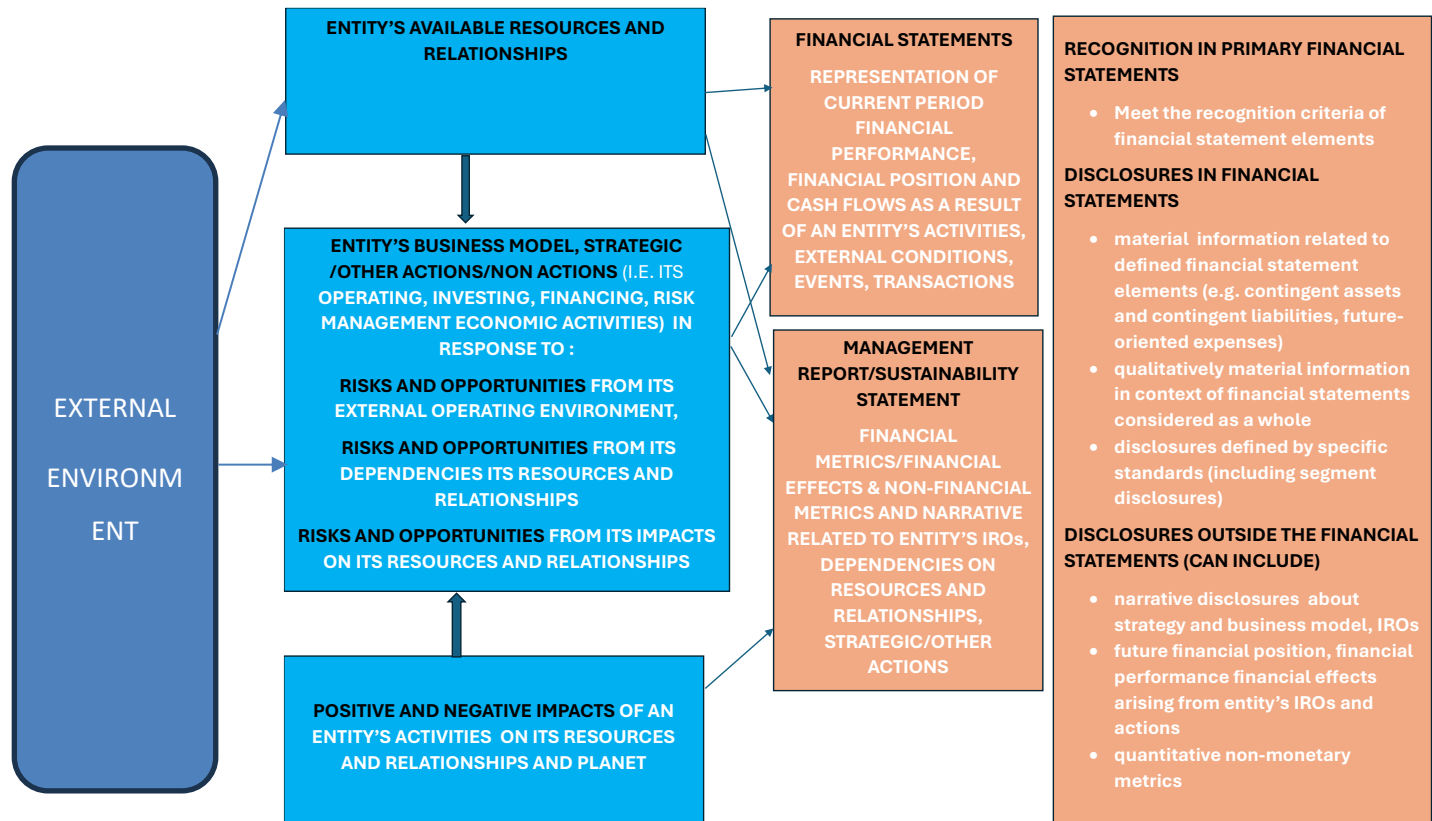 EXTERNAL
ENVIRONM
ENT
ENTITY'S AVAILABLE RESOURCES AND
RELATIONSHIPS
ENTITY'S BUSINESS MODEL, STRATEGIC
/OTHER ACTIONS/NON ACTIONS (I.E. ITS
OPERATING, INVESTING, FINANCING, RISK
MANAGEMENT ECONOMIC ACTIVITIES) IN
RESPONSE TO :
RISKS AND OPPORTUNITIES FROM ITS
EXTERNAL OPERATING ENVIRONMENT,
RISKS AND OPPORTUNITIES FROM ITS
DEPENDENCIES ITS RESOURCES AND
RELATIONSHIPS
RISKS AND OPPORTUNITIES FROM ITS IMPACTS
ON ITS RESOURCES AND RELATIONSHIPS
POSITIVE AND NEGATIVE IMPACTS OF AN
ENTITY'S ACTIVITIES ON ITS RESOURCES
AND RELATIONSHIPS AND PLANET
FINANCIAL STATEMENTS
REPRESENTATION OF
CURRENT PERIOD
FINANCIAL
PERFORMANCE,
FINANCIAL POSITION AND
CASH FLOWS AS A RESULT
OF AN ENTITY'S ACTIVITIES,
EXTERNAL CONDITIONS,
EVENTS, TRANSACTIONS
MANAGEMENT
REPORT/SUSTAINABILITY
STATEMENT
FINANCIAL
METRICS/FINANCIAL
EFFECTS & NON-FINANCIAL
METRICS AND NARRATIVE
RELATED TO ENTITY'S IROs,
DEPENDENCIES ON
RESOURCES AND
RELATIONSHIPS,
STRATEGIC/OTHER
ACTIONS
RECOGNITION IN PRIMARY FINANCIAL
STATEMENTS
• Meet the recognition criteria of
financial statement elements
DISCLOSURES IN FINANCIAL
STATEMENTS
• material information related to
defined financial statement
elements (e.g. contingent assets
and contingent liabilities, future-
oriented expenses)
• qualitatively material information
in context of financial statements
considered as a whole
• disclosures defined by specific
standards (including segment
disclosures)
DISCLOSURES OUTSIDE THE FINANCIAL
STATEMENTS (CAN INCLUDE)
• narrative disclosures about
strategy and business model, IROs
• future financial position, financial
performance financial effects
arising from entity's IROs and
actions
• quantitative non-monetary
metrics